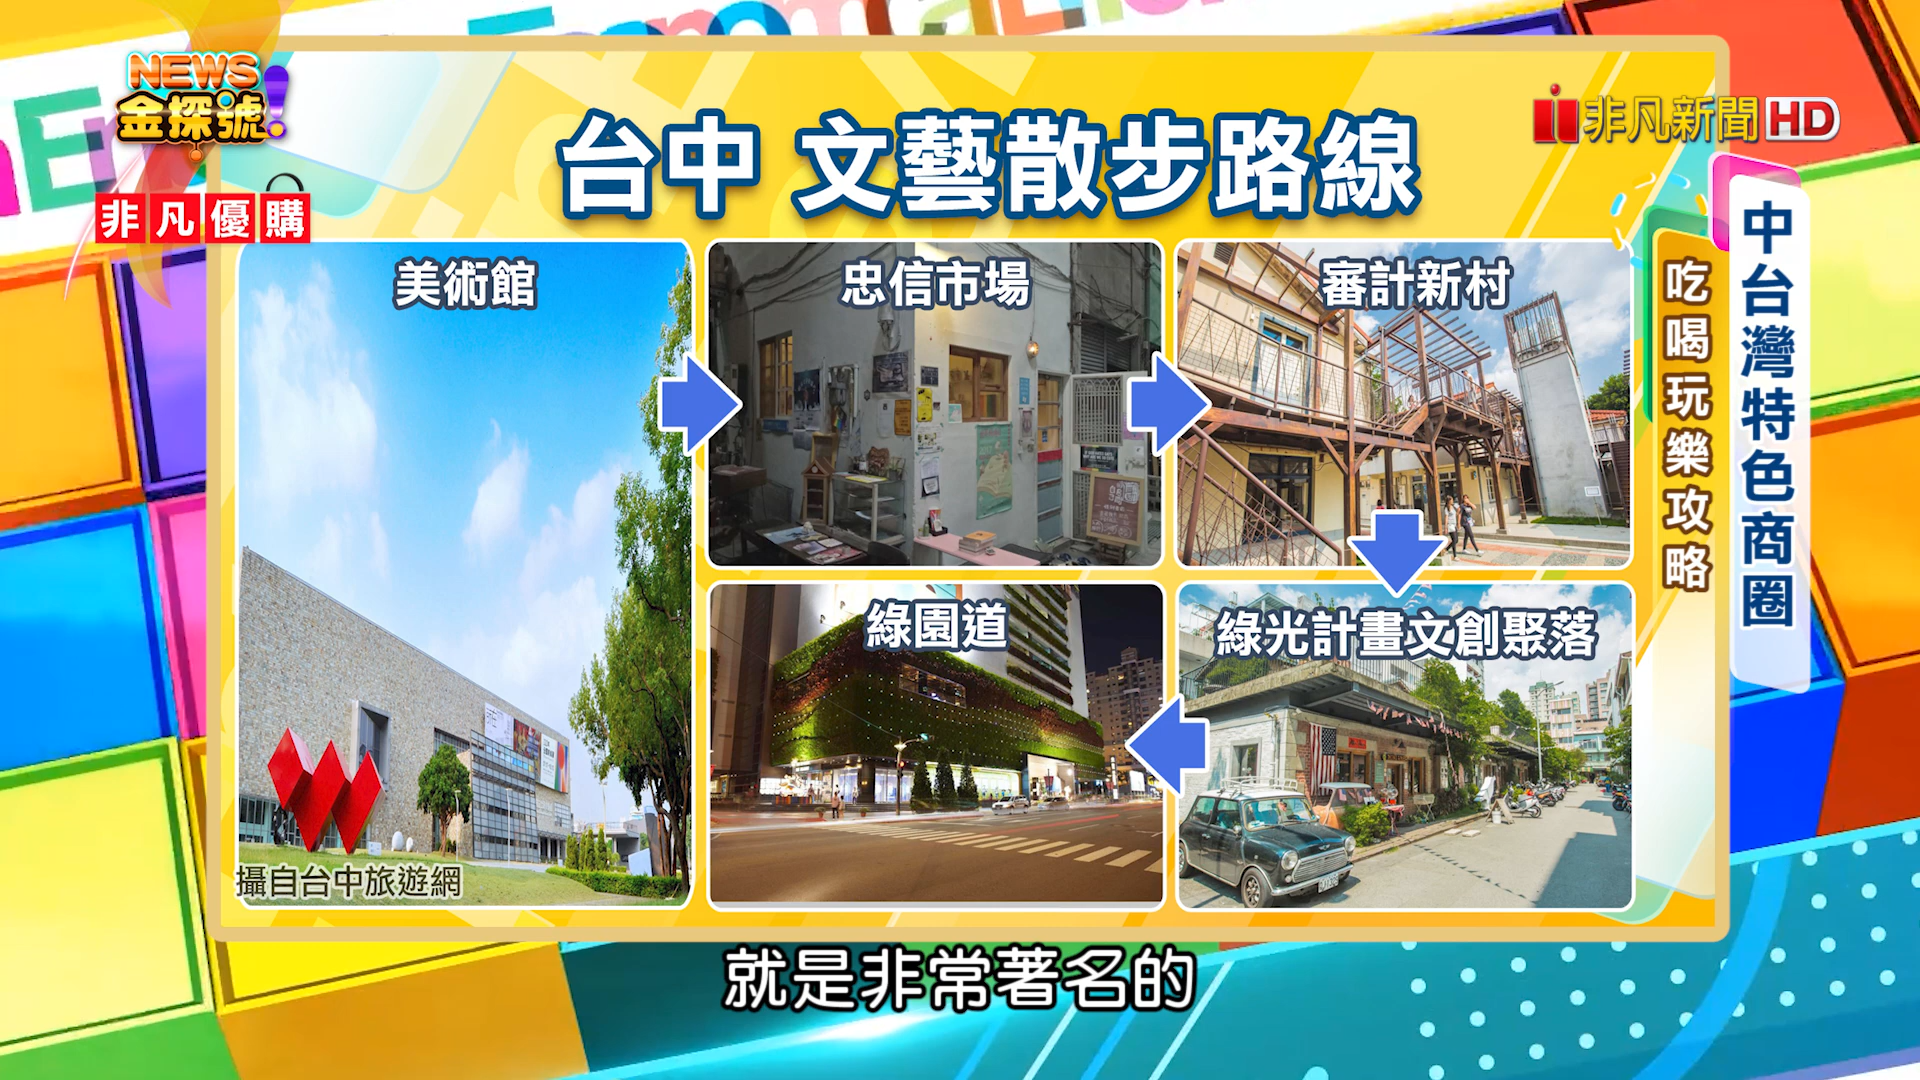 NEWS
金探號!
非凡優購
非凡新聞HD
台中 文藝散步路線
美術館
忠信市場
審計新村
綠園道
綠光計畫文創聚落
攝自台中旅遊網
中台灣特色商圈
吃喝玩樂攻略
就是非常著名的